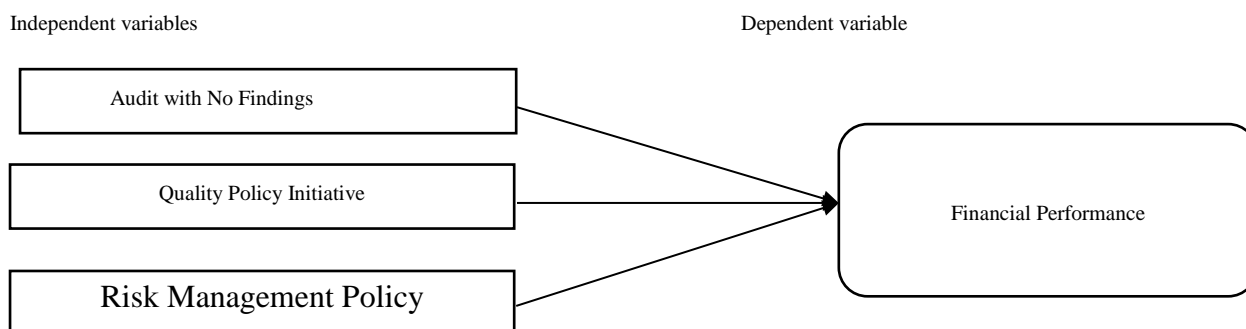 Independent variables
Dependent variable
Audit with No Findings
Quality Policy Initiative
Financial Performance
Risk Management Policy